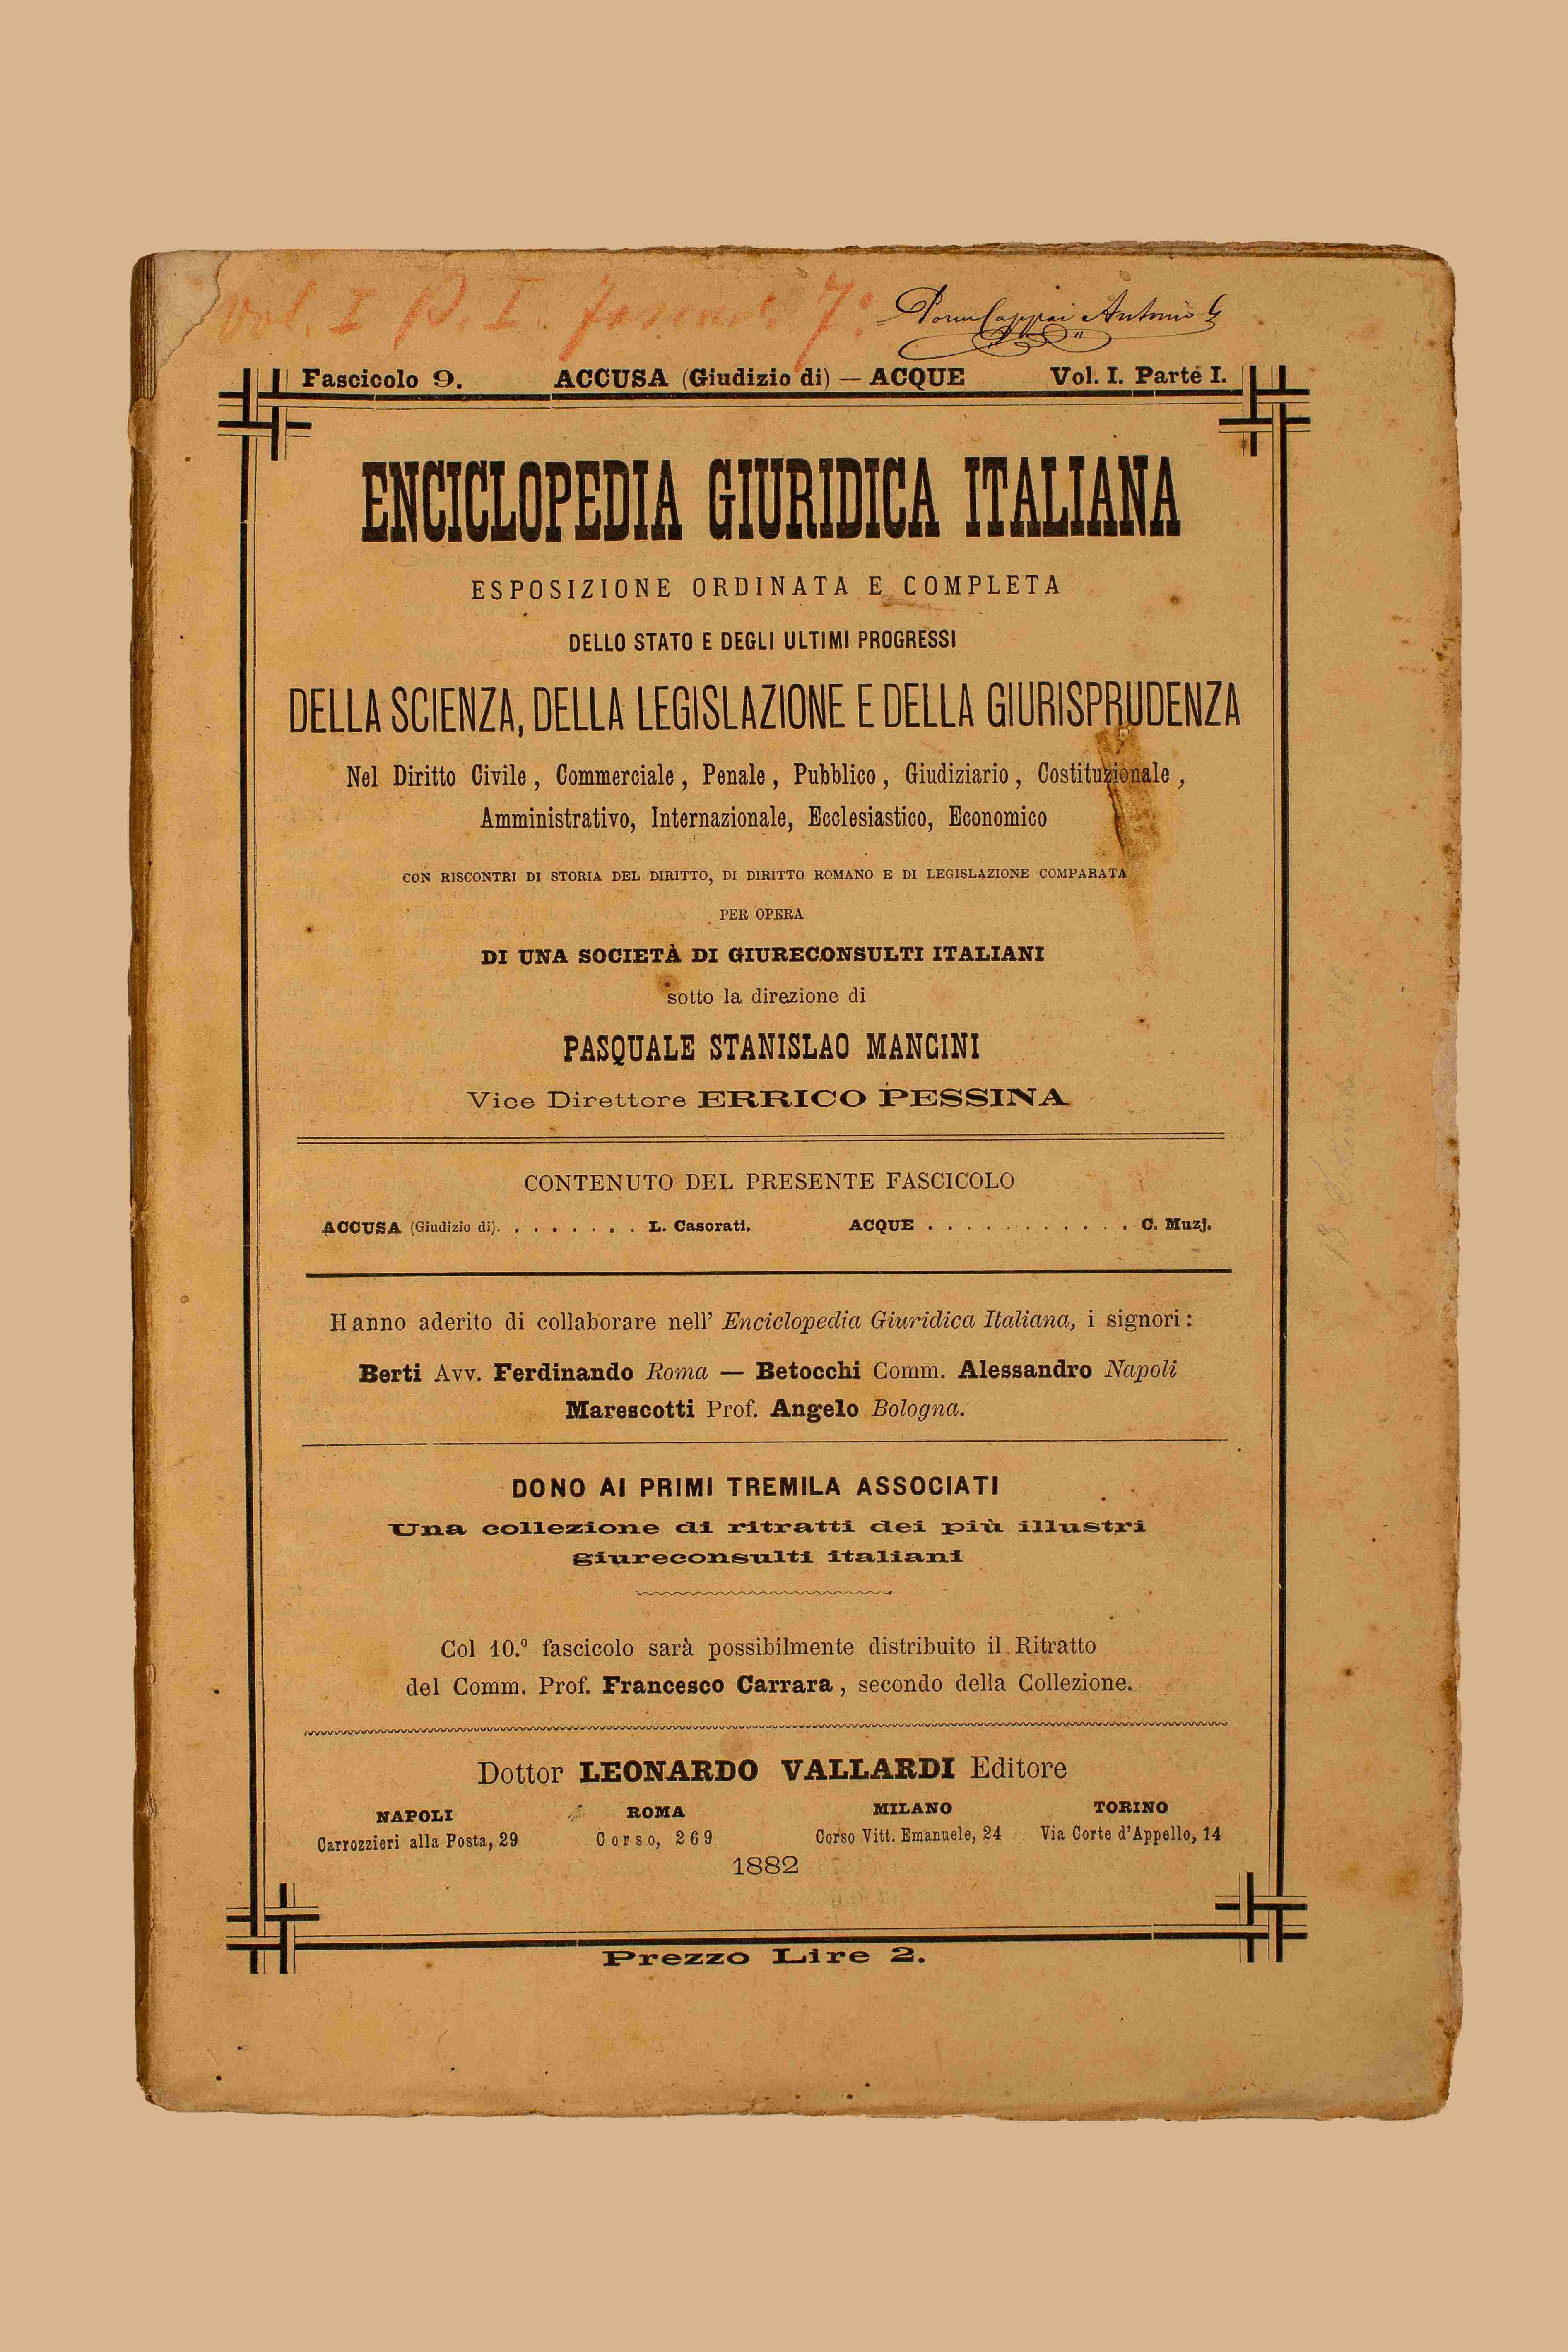 Vol. I P. I. 7º
Antonio
Fascicolo 9. ACCUSA (Giudizio di) — ACQUE Vol. I. Parte I.
ENCICLOPEDIA GIURIDICA ITALIANA
ESPOSIZIONE ORDINATA E COMPLETA
DELLO STATO E DEGLI ULTIMI PROGRESSI
DELLA SCIENZA, DELLA LEGISLAZIONE E DELLA GIURISPRUDENZA
Nel Diritto Civile, Commerciale, Penale, Pubblico, Giudiziario, Costituzionale,
Amministrativo, Internazionale, Ecclesiastico, Economico
CON RISCONTRI DI STORIA DEL DIRITTO, DI DIRITTO ROMANO E DI LEGISLAZIONE COMPARATA
PER OPERA
DI UNA SOCIETÀ DI GIURECONSULTI ITALIANI
sotto la direzione di
PASQUALE STANISLAO MANCINI
Vice Direttore ERRICO PESSINA
CONTENUTO DEL PRESENTE FASCICOLO
ACCUSA (Giudizio di). . . . . . . . L. Casorati. ACQUE . . . . . . . . . . . C. Muzj.
Hanno aderito di collaborare nell' Enciclopedia Giuridica Italiana, i signori:
Berti Avv. Ferdinando Roma — Betocchi Comm. Alessandro Napoli
Marescotti Prof. Angelo Bologna.
DONO AI PRIMI TREMILA ASSOCIATI
Una collezione di ritratti dei più illustri
giureconsulti italiani
Col 10.º fascicolo sarà possibilmente distribuito il Ritratto
del Comm. Prof. Francesco Carrara, secondo della Collezione.
Dottor LEONARDO VALLARDI Editore
NAPOLI ROMA MILANO TORINO
Carrozzieri alla Posta, 29 Corso, 269 Corso Vitt. Emanuele, 24 Via Corte d'Appello, 14
1882
Prezzo Lire 2.